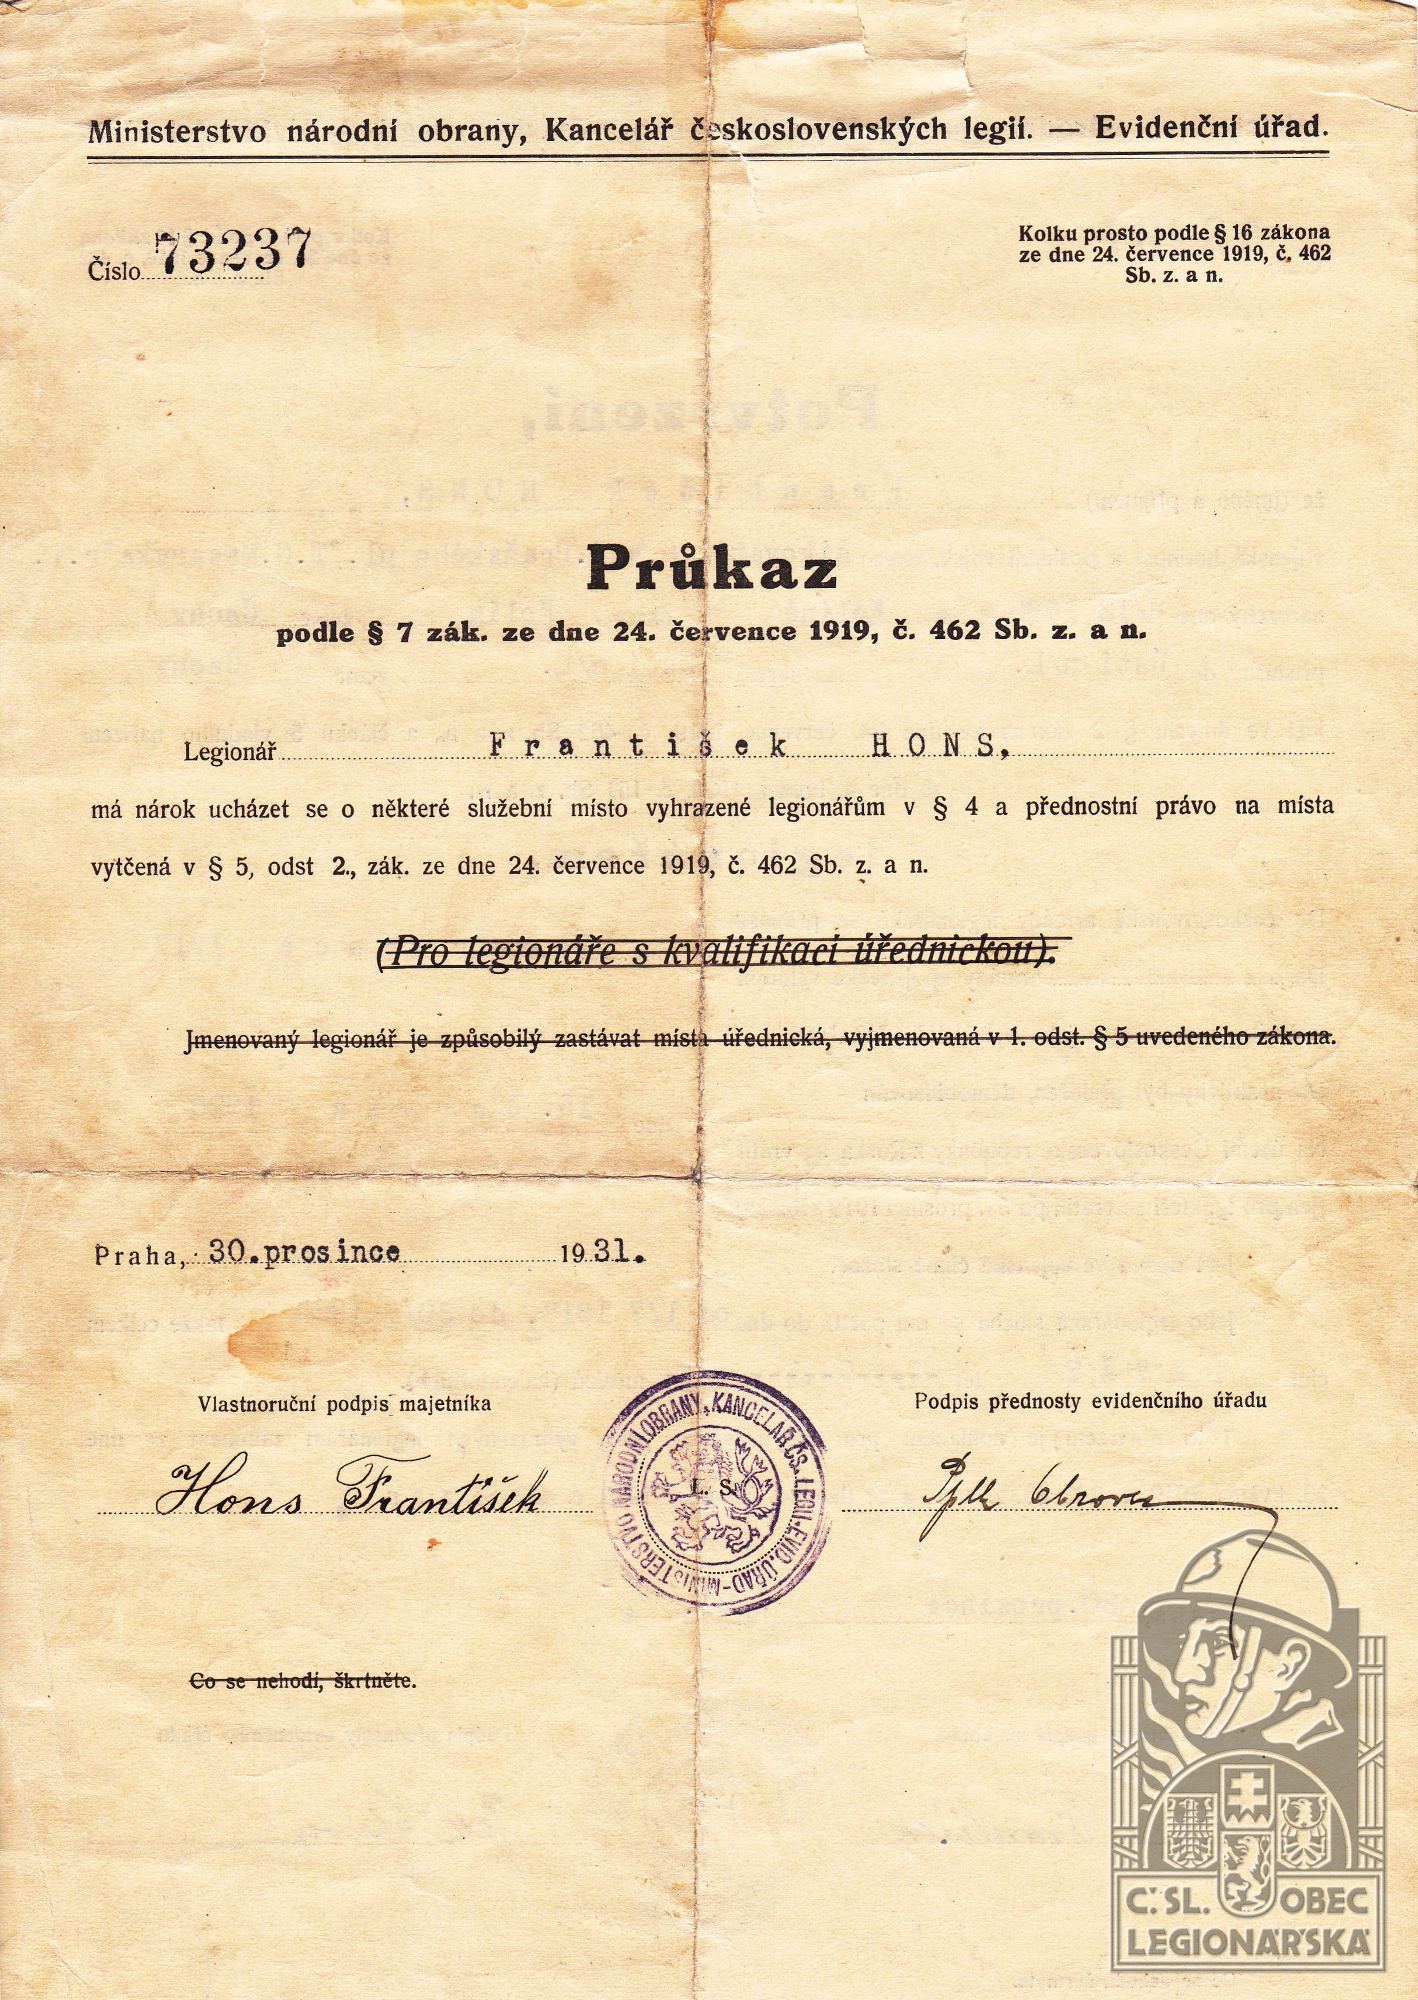 Ministerstvo národní obrany, Kancelář československých legií. — Evidenční úřad.
Číslo 73237
Kolku prosto podle § 16 zákona
ze dne 24. července 1919, č. 462
Sb. z. a n.
Průkaz
podle § 7 zák. ze dne 24. července 1919, č. 462 Sb. z. a n.
Legionář František HONS,
má nárok ucházet se o některé služební místo vyhrazené legionářům v § 4 a přednostní právo na místa
vytčená v § 5, odst 2., zák. ze dne 24. července 1919, č. 462 Sb. z. a n.
(Pro legionáře s kvalifikací úřednickou).
Jmenovaný legionář je způsobilý zastávat místa úřednická, vyjmenovaná v 1. odst. § 5 uvedeného zákona.
Praha, 30.prosince 1931.
Vlastnoruční podpis majetníka
Podpis přednosty evidenčního úřadu
Hons František
L. S.
MINISTERSTVO NÁRODNÍ OBRANY, KANCELÁŘ ČS. LEGIÍ. EVID. ÚŘAD-
Co se nehodí, škrtněte.
Č.SL. OBEC
LEGIONÁŘSKÁ